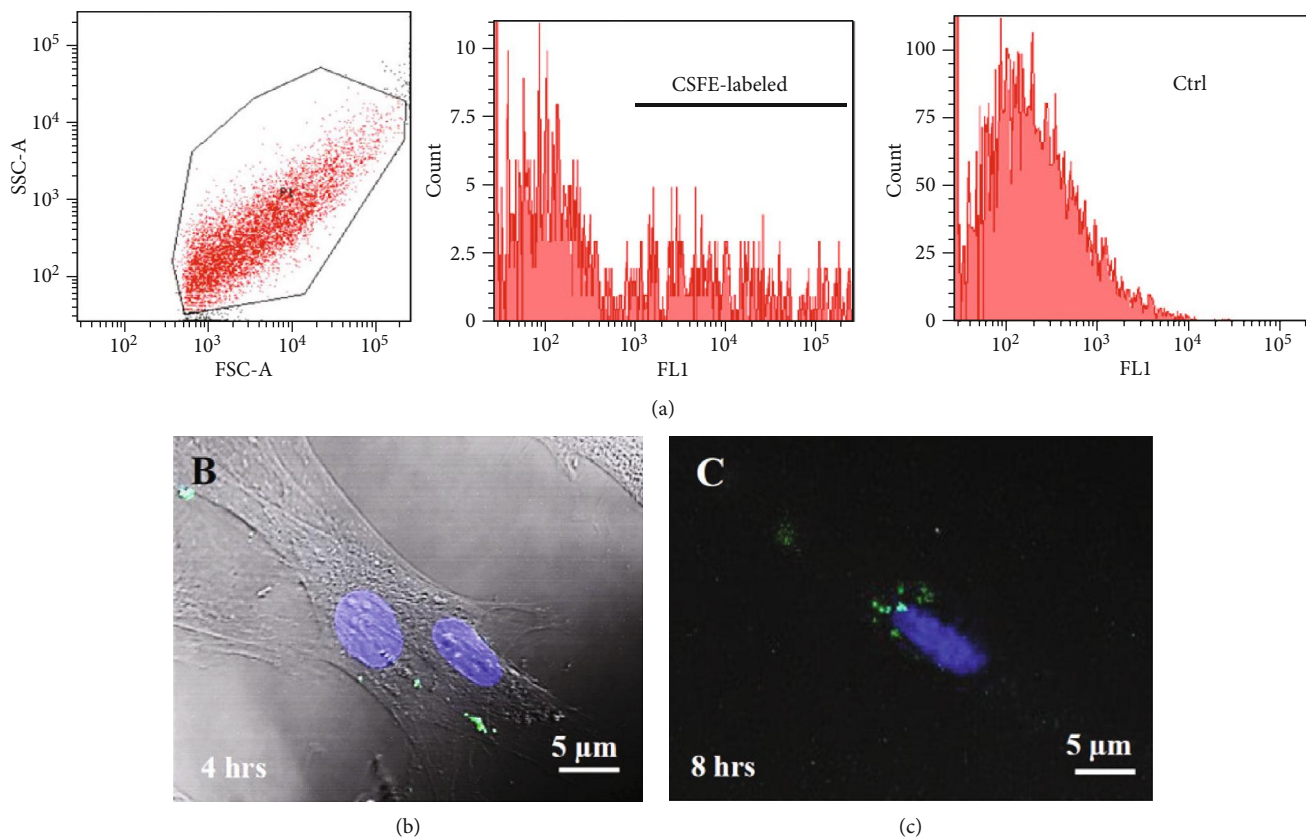 10⁵
10⁴
10³
10²
SSC-A
P1
10² 10³ 10⁴ 10⁵
FSC-A
10
7.5
5
2.5
0
Count
CSFE-labeled
10² 10³ 10⁴ 10⁵
FL1
100
75
50
25
0
Count
Ctrl
10² 10³ 10⁴ 10⁵
FL1
(a)
B
4 hrs
5 µm
(b)
C
8 hrs
5 µm
(c)